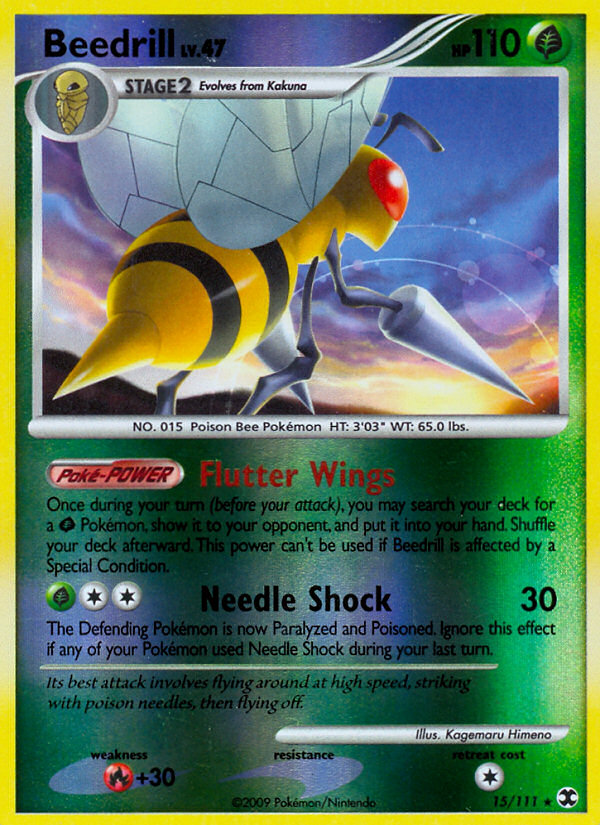 Beedrill LV.47 HP110
STAGE2 Evolves from Kakuna
NO. 015 Poison Bee Pokémon HT: 3'03" WT: 65.0 lbs.
Poké-POWER Flutter Wings
Once during your turn (before your attack), you may search your deck for
a Pokémon, show it to your opponent, and put it into your hand. Shuffle
your deck afterward. This power can't be used if Beedrill is affected by a
Special Condition.
Needle Shock 30
The Defending Pokémon is now Paralyzed and Poisoned. Ignore this effect
if any of your Pokémon used Needle Shock during your last turn.
Its best attack involves flying around at high speed, striking
with poison needles, then flying off.
Illus. Kagemaru Himeno
weakness resistance retreat cost
+30
©2009 Pokémon/Nintendo 15/111